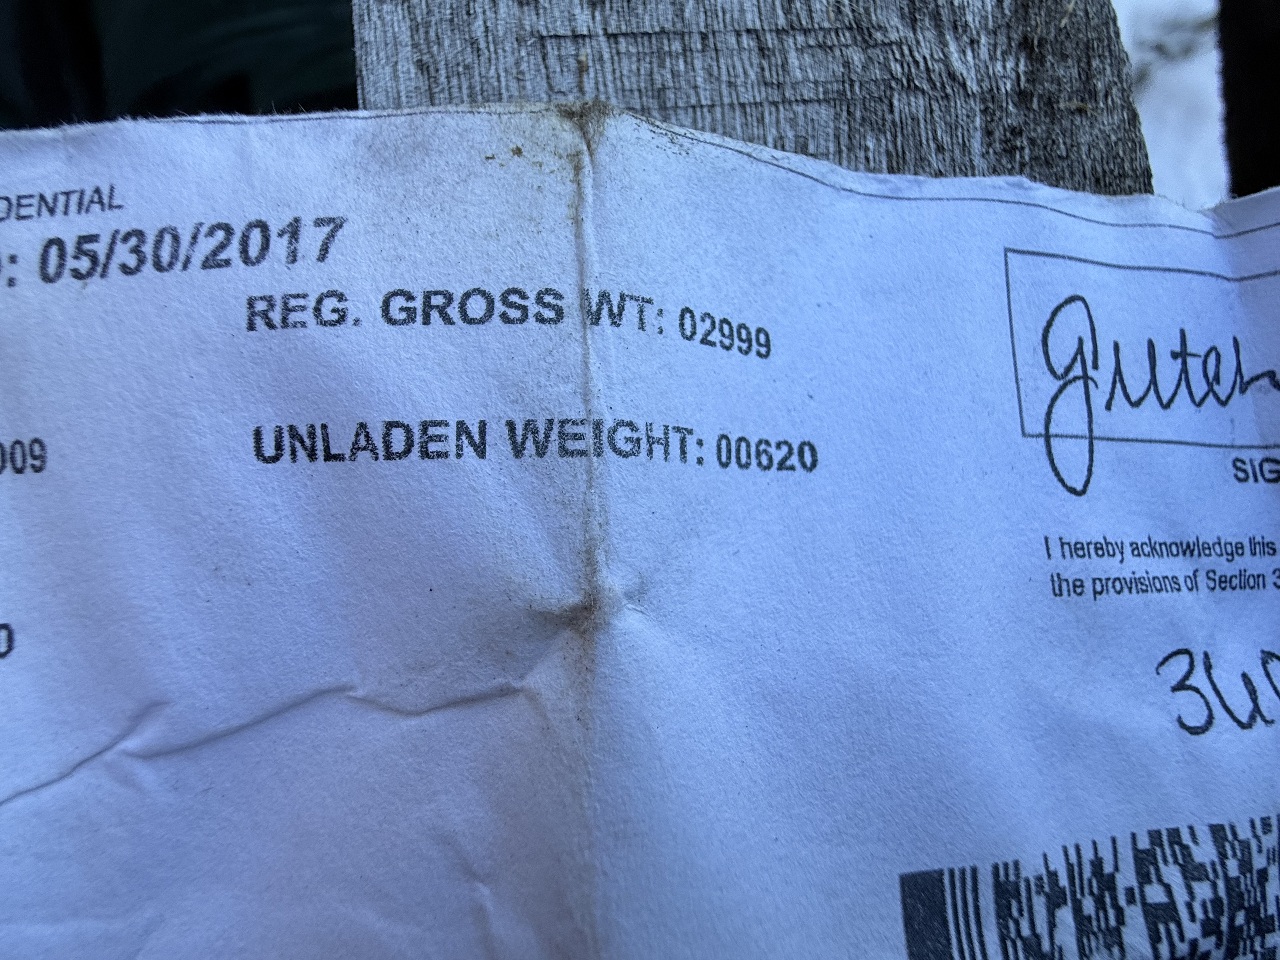 DENTIAL
: 05/30/2017
REG. GROSS WT: 02999
UNLADEN WEIGHT: 00620
009
SIG
I hereby acknowledge this
the provisions of Section 3